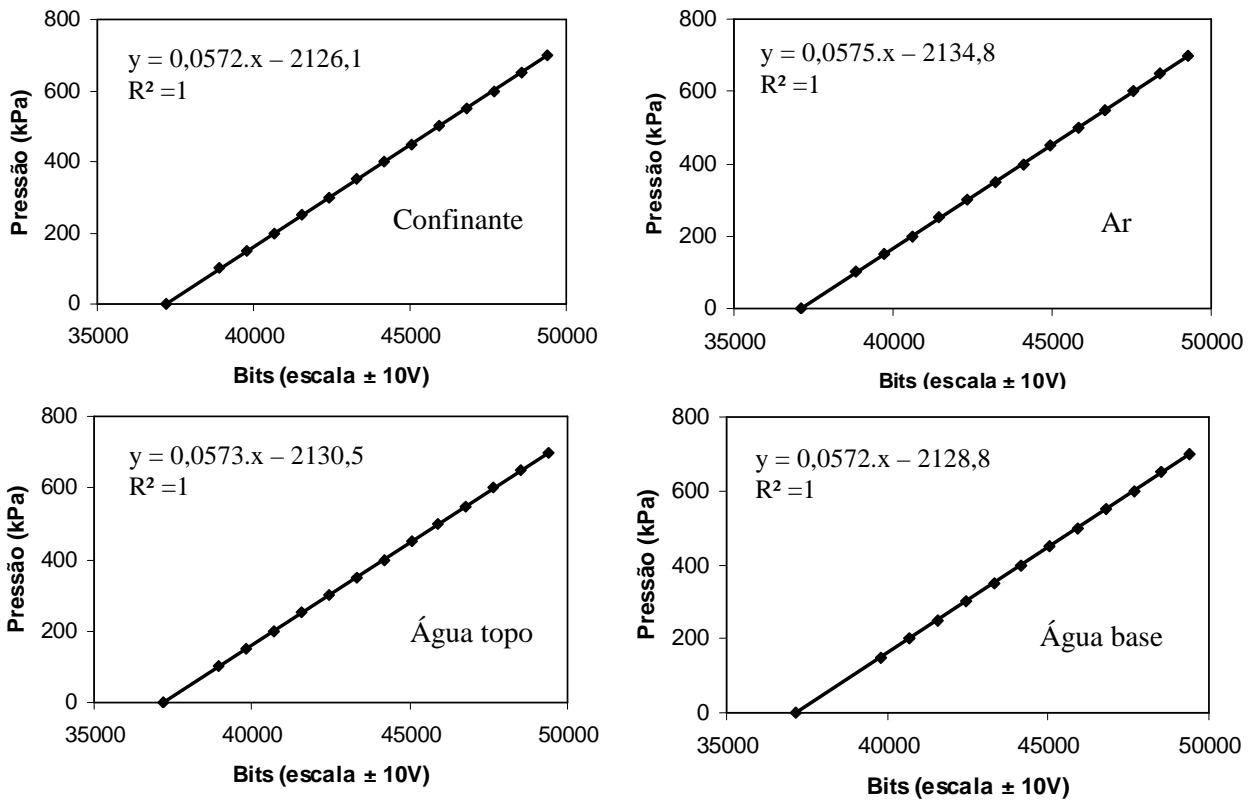 800
600
400
200
0
Pressão (kPa)
y = 0,0572.x – 2126,1
R² =1
Confinante
35000 40000 45000 50000
Bits (escala ± 10V)
800
600
400
200
0
Pressão (kPa)
y = 0,0575.x – 2134,8
R² =1
Ar
35000 40000 45000 50000
Bits (escala ± 10V)
800
600
400
200
0
Pressão (kPa)
y = 0,0573.x – 2130,5
R² =1
Água topo
35000 40000 45000 50000
Bits (escala ± 10V)
800
600
400
200
0
Pressão (kPa)
y = 0,0572.x – 2128,8
R² =1
Água base
35000 40000 45000 50000
Bits (escala ± 10V)